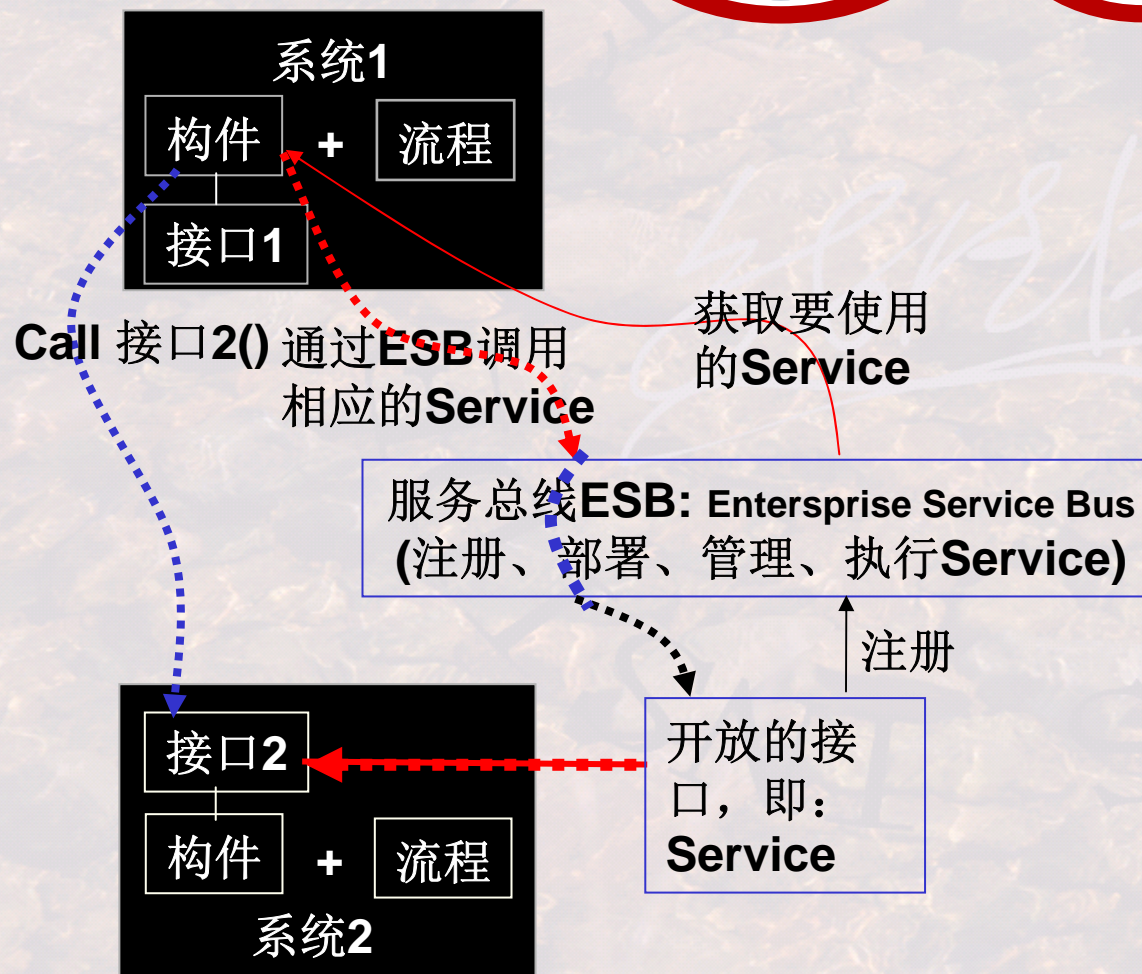 系统1
构件 + 流程
接口1
Call 接口2()
通过ESB调用
相应的Service
获取要使用
的Service
服务总线ESB: Entersprise Service Bus
(注册、部署、管理、执行Service)
注册
开放的接
口，即：
Service
接口2
构件 + 流程
系统2